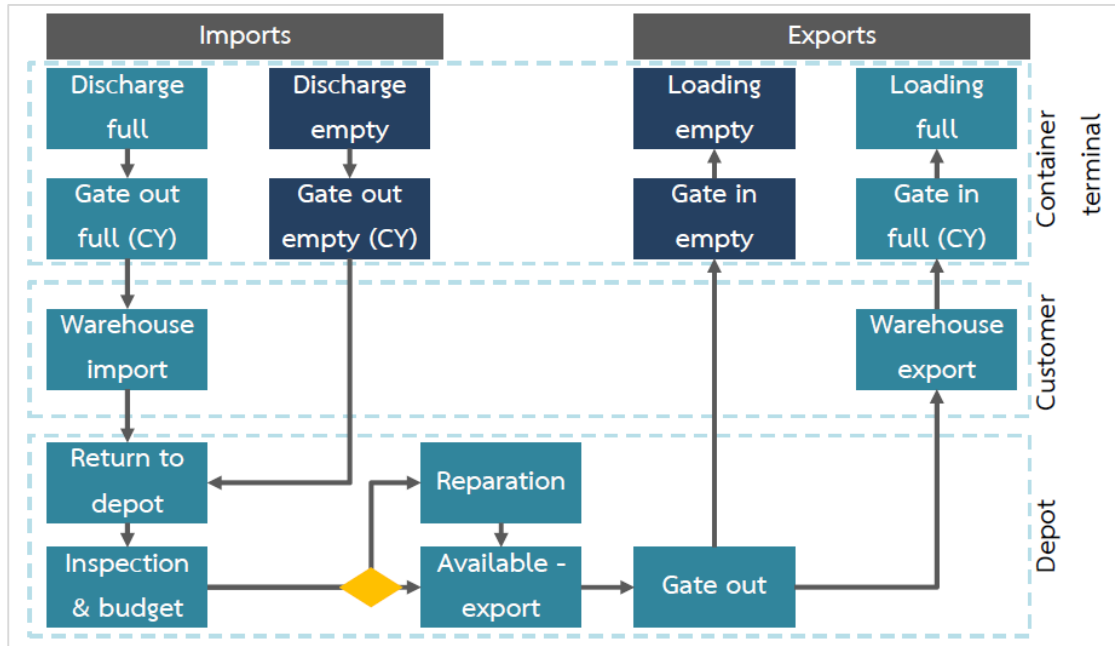 Imports
Exports
Discharge
full
Discharge
empty
Loading
empty
Loading
full
Gate out
full (CY)
Gate out
empty (CY)
Gate in
empty
Gate in
full (CY)
Container
terminal
Warehouse
import
Warehouse
export
Customer
Return to
depot
Reparation
Inspection
& budget
Available -
export
Gate out
Depot